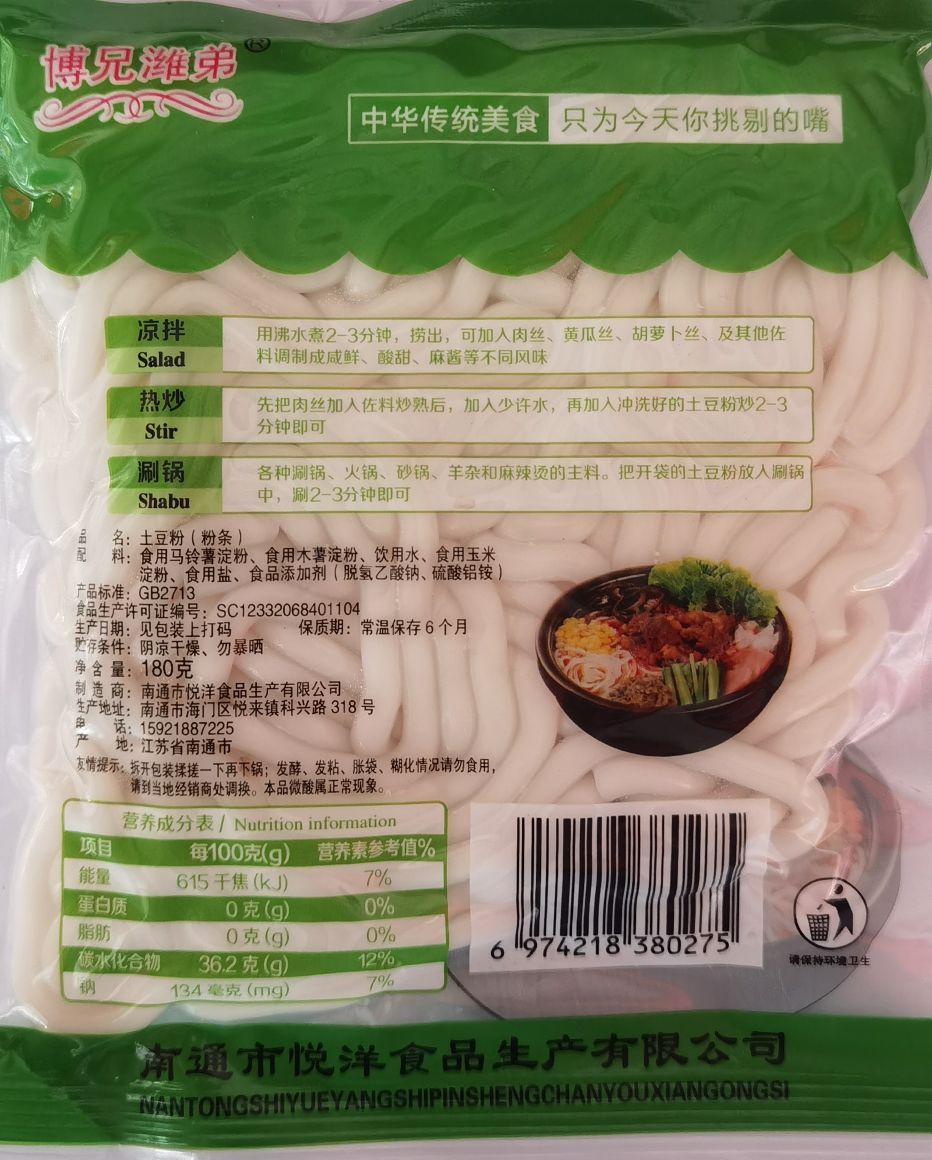 博兄潍弟®
中华传统美食 只为今天你挑剔的嘴
凉拌
Salad
用沸水煮2-3分钟，捞出，可加入肉丝、黄瓜丝、胡萝卜丝、及其他佐
料调制成咸鲜、酸甜、麻酱等不同风味
热炒
Stir
先把肉丝加入佐料炒熟后，加入少许水，再加入冲洗好的土豆粉炒2-3
分钟即可
涮锅
Shabu
各种涮锅、火锅、砂锅、羊杂和麻辣烫的主料。把开袋的土豆粉放入涮锅
中，涮2-3分钟即可
品 名：土豆粉（粉条）
配 料：食用马铃薯淀粉、食用木薯淀粉、饮用水、食用玉米
淀粉、食用盐、食品添加剂（脱氢乙酸钠、硫酸铝铵）
产品标准：GB2713
食品生产许可证编号：SC12332068401104
生产日期：见包装上打码 保质期：常温保存6个月
贮存条件：阴凉干燥、勿暴晒
净含量：180克
制造商：南通市悦洋食品生产有限公司
生产地址：南通市海门区悦来镇科兴路318号
电 话：15921887225
产 地：江苏省南通市
友情提示：拆开包装揉搓一下再下锅；发酵、发粘、胀袋、糊化情况请勿食用，
请到当地经销商处调换。本品微酸属正常现象。
营养成分表/Nutrition information
项目 每100克(g) 营养素参考值%
能量 615千焦(kJ) 7%
蛋白质 0克(g) 0%
脂肪 0克(g) 0%
碳水化合物 36.2克(g) 12%
钠 134毫克(mg) 7%
6 974218 380275
请保持环境卫生
南通市悦洋食品生产有限公司
NANTONGSHIYUEYANGSHIPINSHENGCHANYOUXIANGONGSI